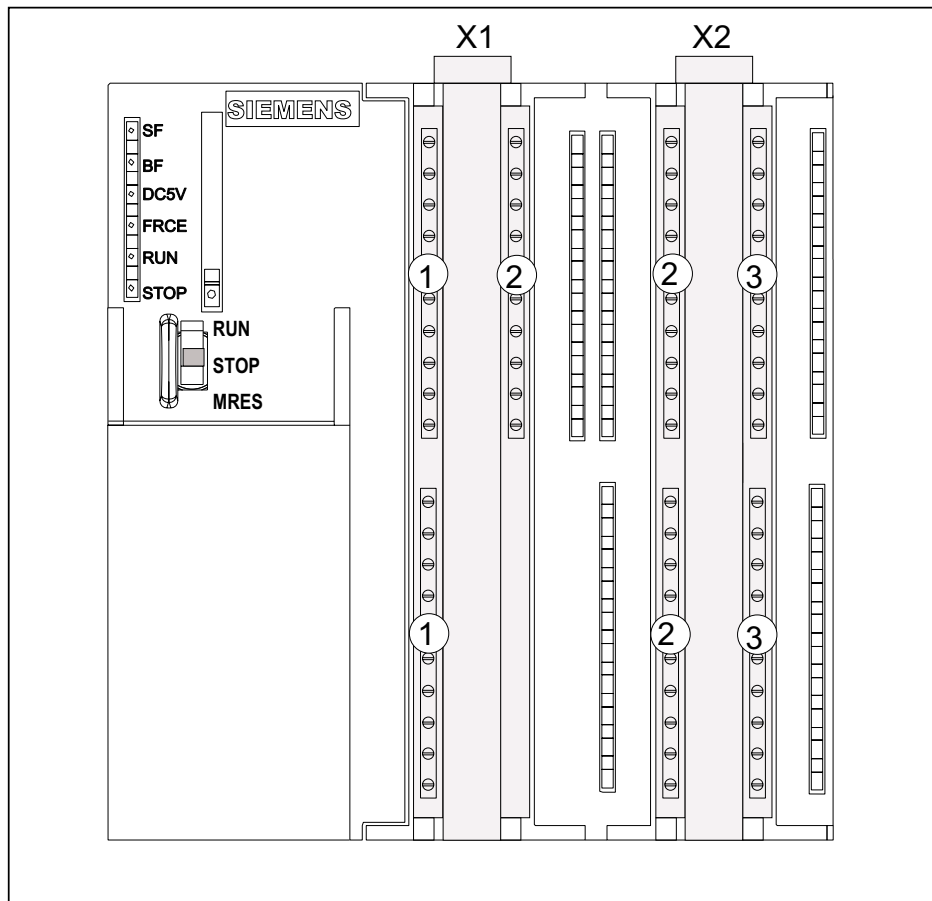 X1 X2
SIEMENS
SF
BF
DC5V
FRCE
RUN
STOP
RUN
STOP
MRES
1 2 2 3
1 2 3